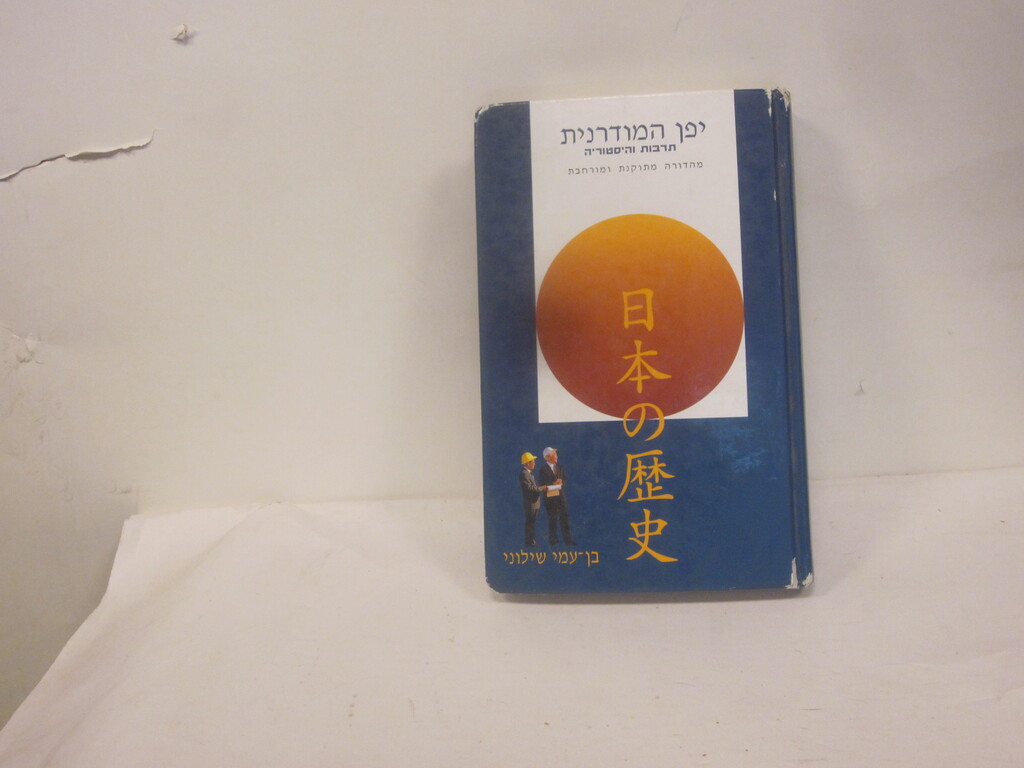 יפן המודרנית
תרבות והיסטוריה
מהדורה מתוקנת ומורחבת
日本の歴史
בן-עמי שילוני